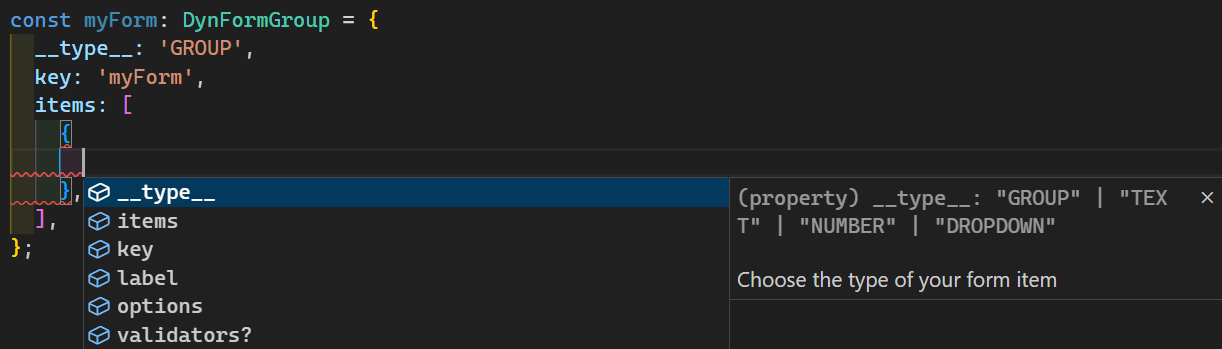 const myForm: DynFormGroup = {
__type__: 'GROUP',
key: 'myForm',
items: [
{
},
],
};
__type__
items
key
label
options
validators?
(property) __type__: "GROUP" | "TEX
T" | "NUMBER" | "DROPDOWN"
Choose the type of your form item